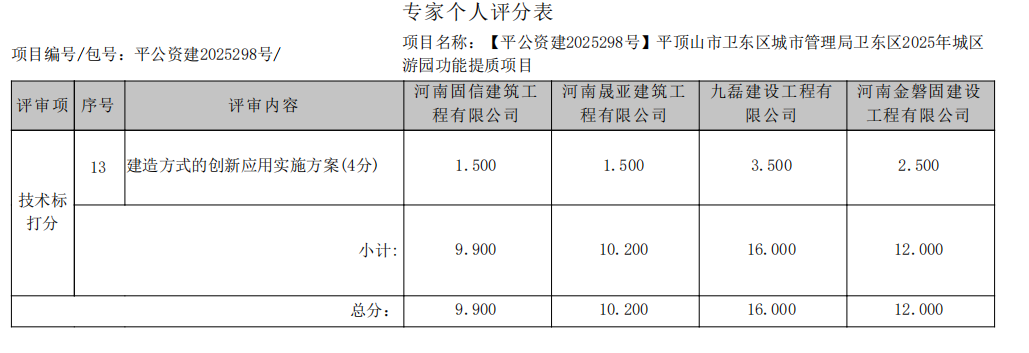 专家个人评分表
项目编号/包号：平公资建2025298号/
项目名称：【平公资建2025298号】平顶山市卫东区城市管理局卫东区2025年城区
游园功能提质项目
评审项 序号 评审内容 河南固信建筑工 河南晟亚建筑工 九磊建设工程有 河南金磐固建设
程有限公司 程有限公司 限公司 工程有限公司
13 建造方式的创新应用实施方案(4分) 1.500 1.500 3.500 2.500
技术标
打分
小计: 9.900 10.200 16.000 12.000
总分: 9.900 10.200 16.000 12.000